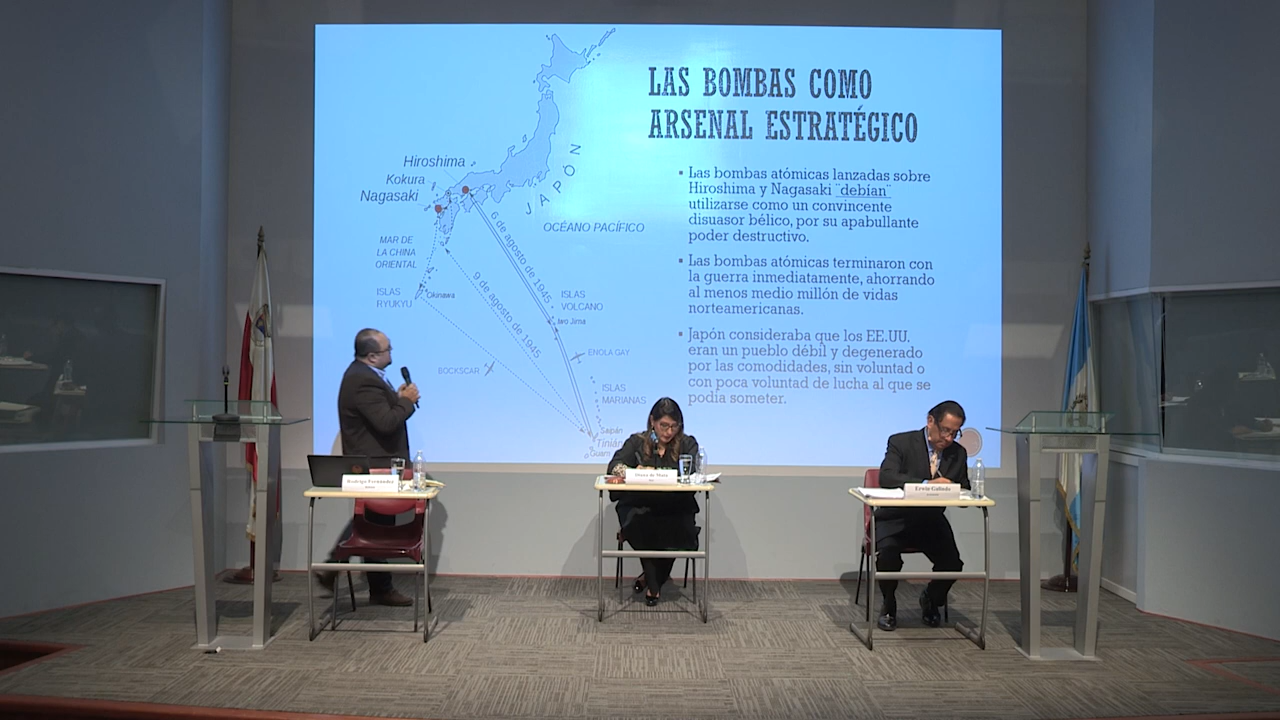 LAS BOMBAS COMO
ARSENAL ESTRATÉGICO
Las bombas atómicas lanzadas sobre
Hiroshima y Nagasaki ¨debían¨
utilizarse como un convincente
disuasor bélico, por su apabullante
poder destructivo.
Las bombas atómicas terminaron con
la guerra inmediatamente, ahorrando
al menos medio millón de vidas
norteamericanas.
Japón consideraba que los EE.UU.
eran un pueblo débil y degenerado
por las comodidades, sin voluntad o
con poca voluntad de lucha al que se
podía someter.
Hiroshima
Kokura
Nagasaki
JAPÓN
OCÉANO PACÍFICO
MAR DE
LA CHINA
ORIENTAL
6 de agosto de 1945
9 de agosto de 1945
ISLAS
RYUKYU
Okinawa
ISLAS
VOLCANO
Iwo Jima
ENOLA GAY
BOCKSCAR
ISLAS
MARIANAS
Saipán
Tinián
Guam
Rodrigo Fernández
Erwin Galindo